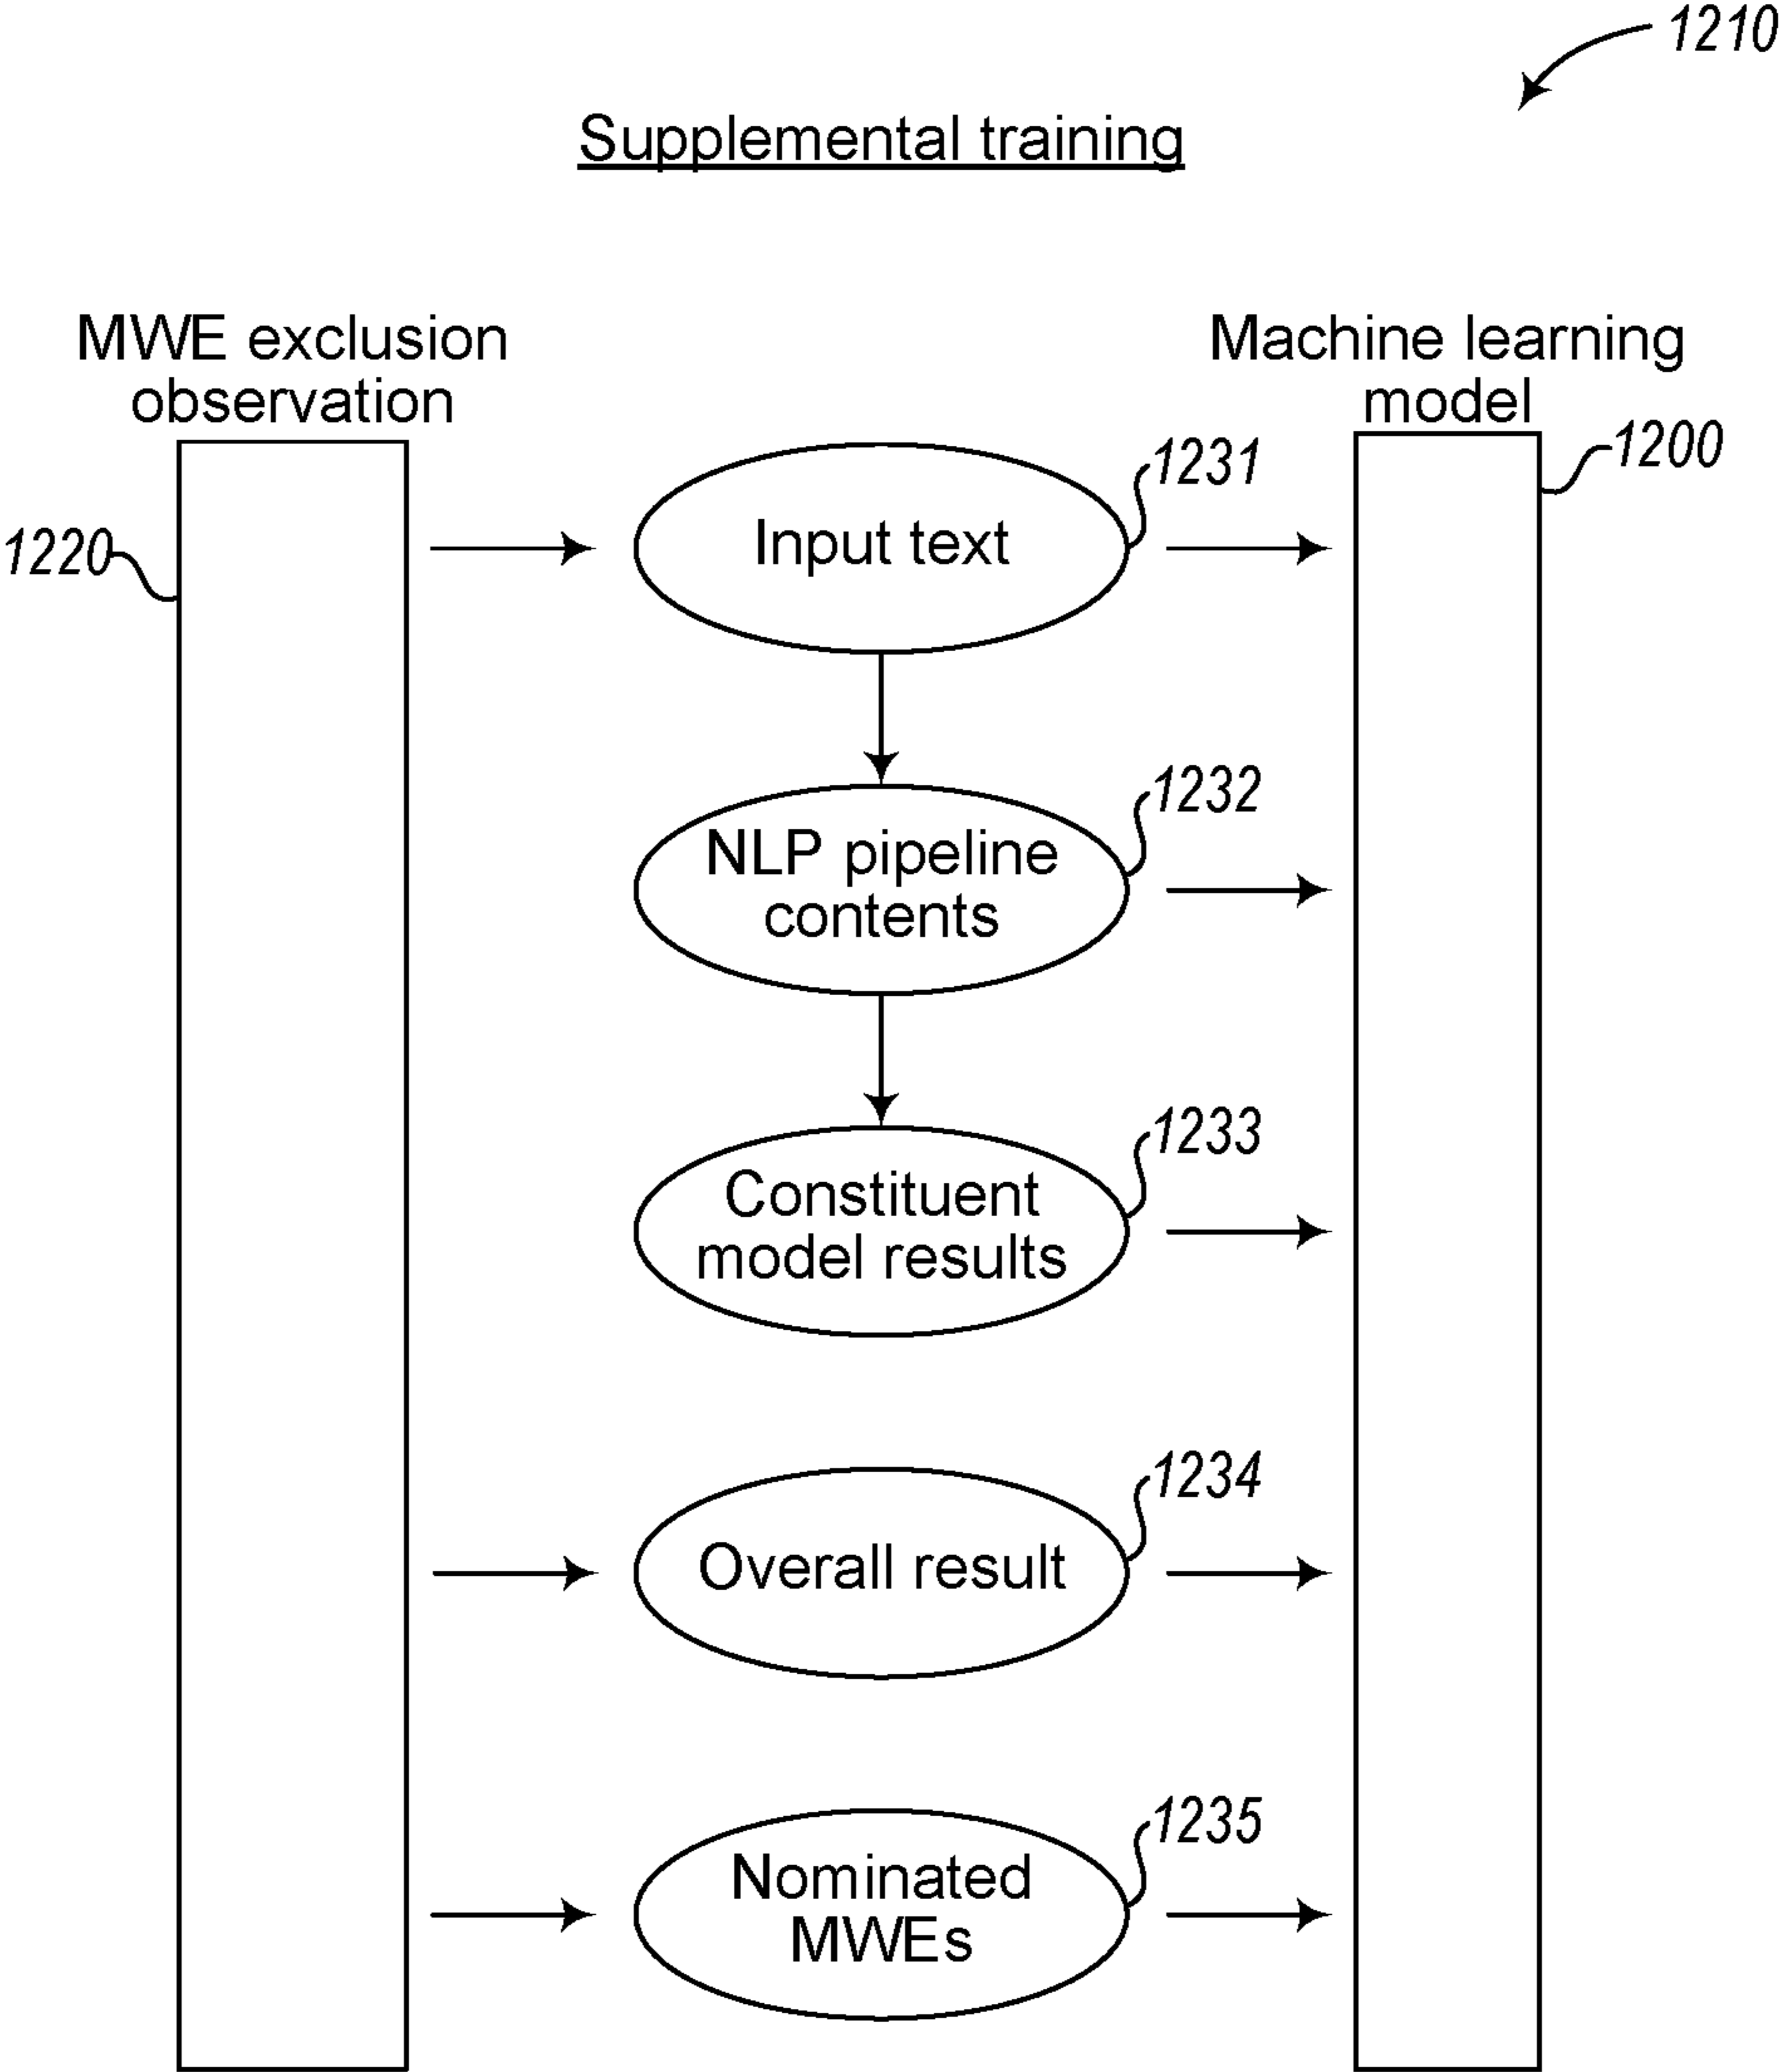 1210
Supplemental training
MWE exclusion
observation
Machine learning
model
1200
1220
1231
Input text
1232
NLP pipeline
contents
1233
Constituent
model results
1234
Overall result
1235
Nominated
MWEs